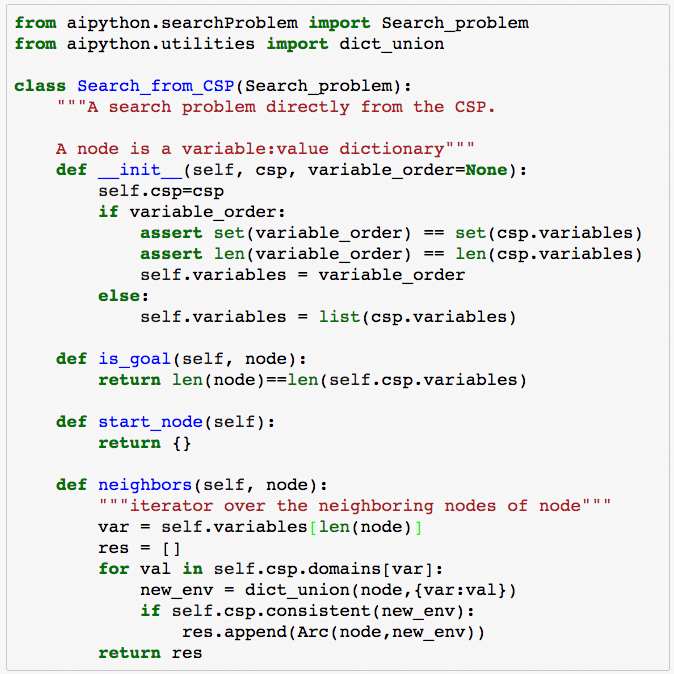 from aipython.searchProblem import Search_problem
from aipython.utilities import dict_union

class Search_from_CSP(Search_problem):
    """A search problem directly from the CSP.

    A node is a variable:value dictionary"""
    def __init__(self, csp, variable_order=None):
        self.csp=csp
        if variable_order:
            assert set(variable_order) == set(csp.variables)
            assert len(variable_order) == len(csp.variables)
            self.variables = variable_order
        else:
            self.variables = list(csp.variables)

    def is_goal(self, node):
        return len(node)==len(self.csp.variables)

    def start_node(self):
        return {}

    def neighbors(self, node):
        """iterator over the neighboring nodes of node"""
        var = self.variables[len(node)]
        res = []
        for val in self.csp.domains[var]:
            new_env = dict_union(node,{var:val})
            if self.csp.consistent(new_env):
                res.append(Arc(node,new_env))
        return res